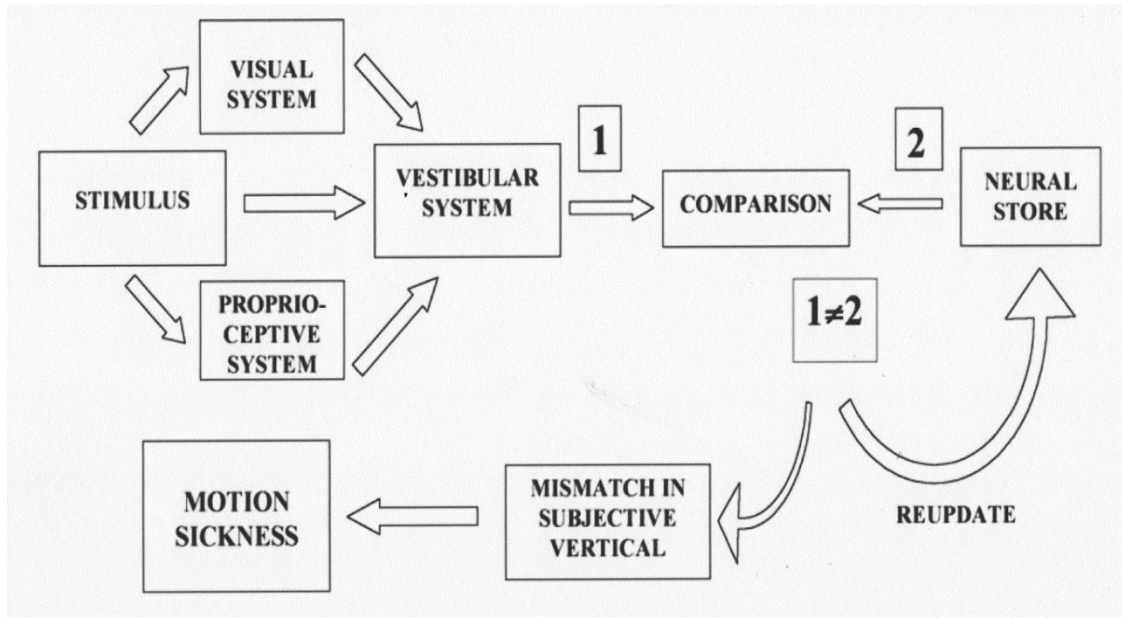 VISUAL
SYSTEM
STIMULUS
VESTIBULAR
SYSTEM
PROPRIO-
CEPTIVE
SYSTEM
1
COMPARISON
2
NEURAL
STORE
1≠2
REUPDATE
MISMATCH IN
SUBJECTIVE
VERTICAL
MOTION
SICKNESS